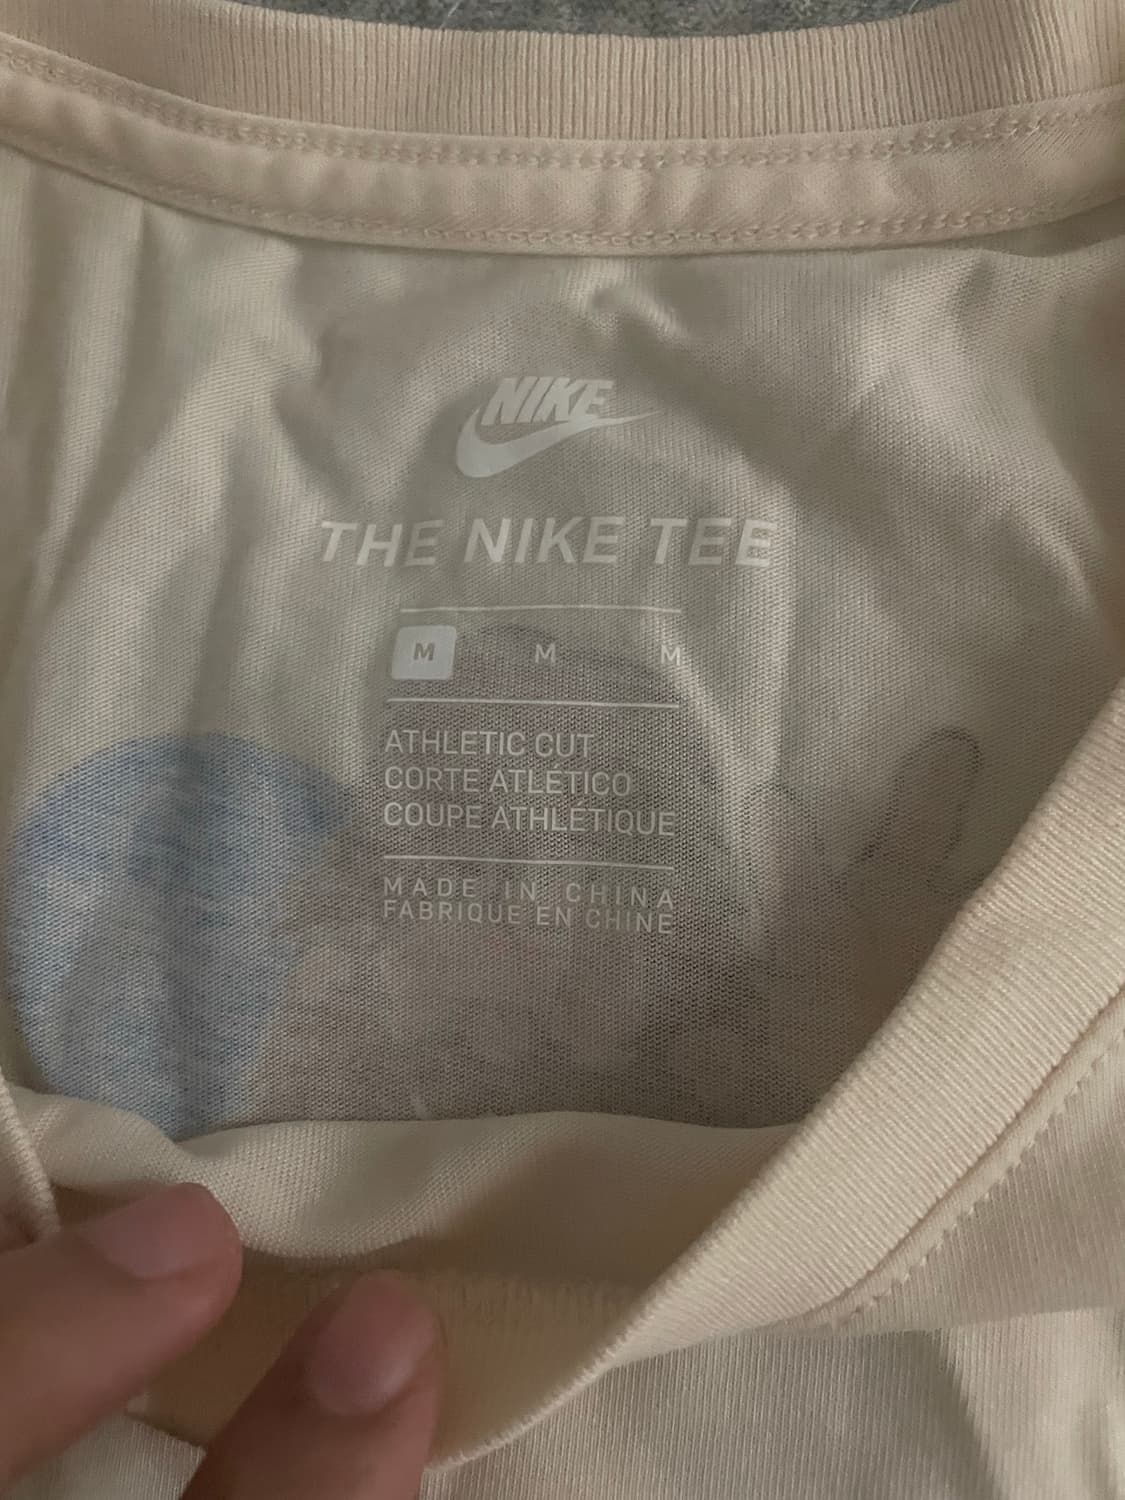 NIKE
THE NIKE TEE
M M M
ATHLETIC CUT
CORTE ATLÉTICO
COUPE ATHLÉTIQUE
MADE IN CHINA
FABRIQUE EN CHINE